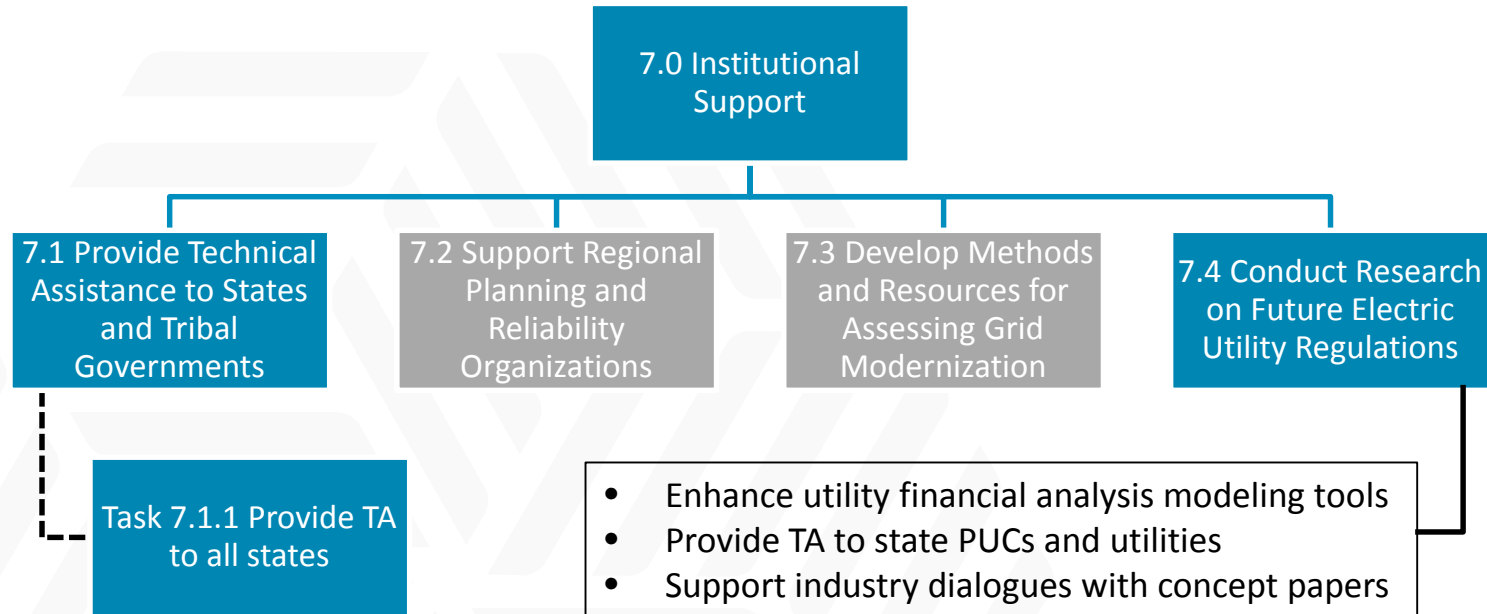 7.0 Institutional
Support
7.1 Provide Technical
Assistance to States
and Tribal
Governments
7.2 Support Regional
Planning and
Reliability
Organizations
7.3 Develop Methods
and Resources for
Assessing Grid
Modernization
7.4 Conduct Research
on Future Electric
Utility Regulations
Task 7.1.1 Provide TA
to all states
• Enhance utility financial analysis modeling tools
• Provide TA to state PUCs and utilities
• Support industry dialogues with concept papers